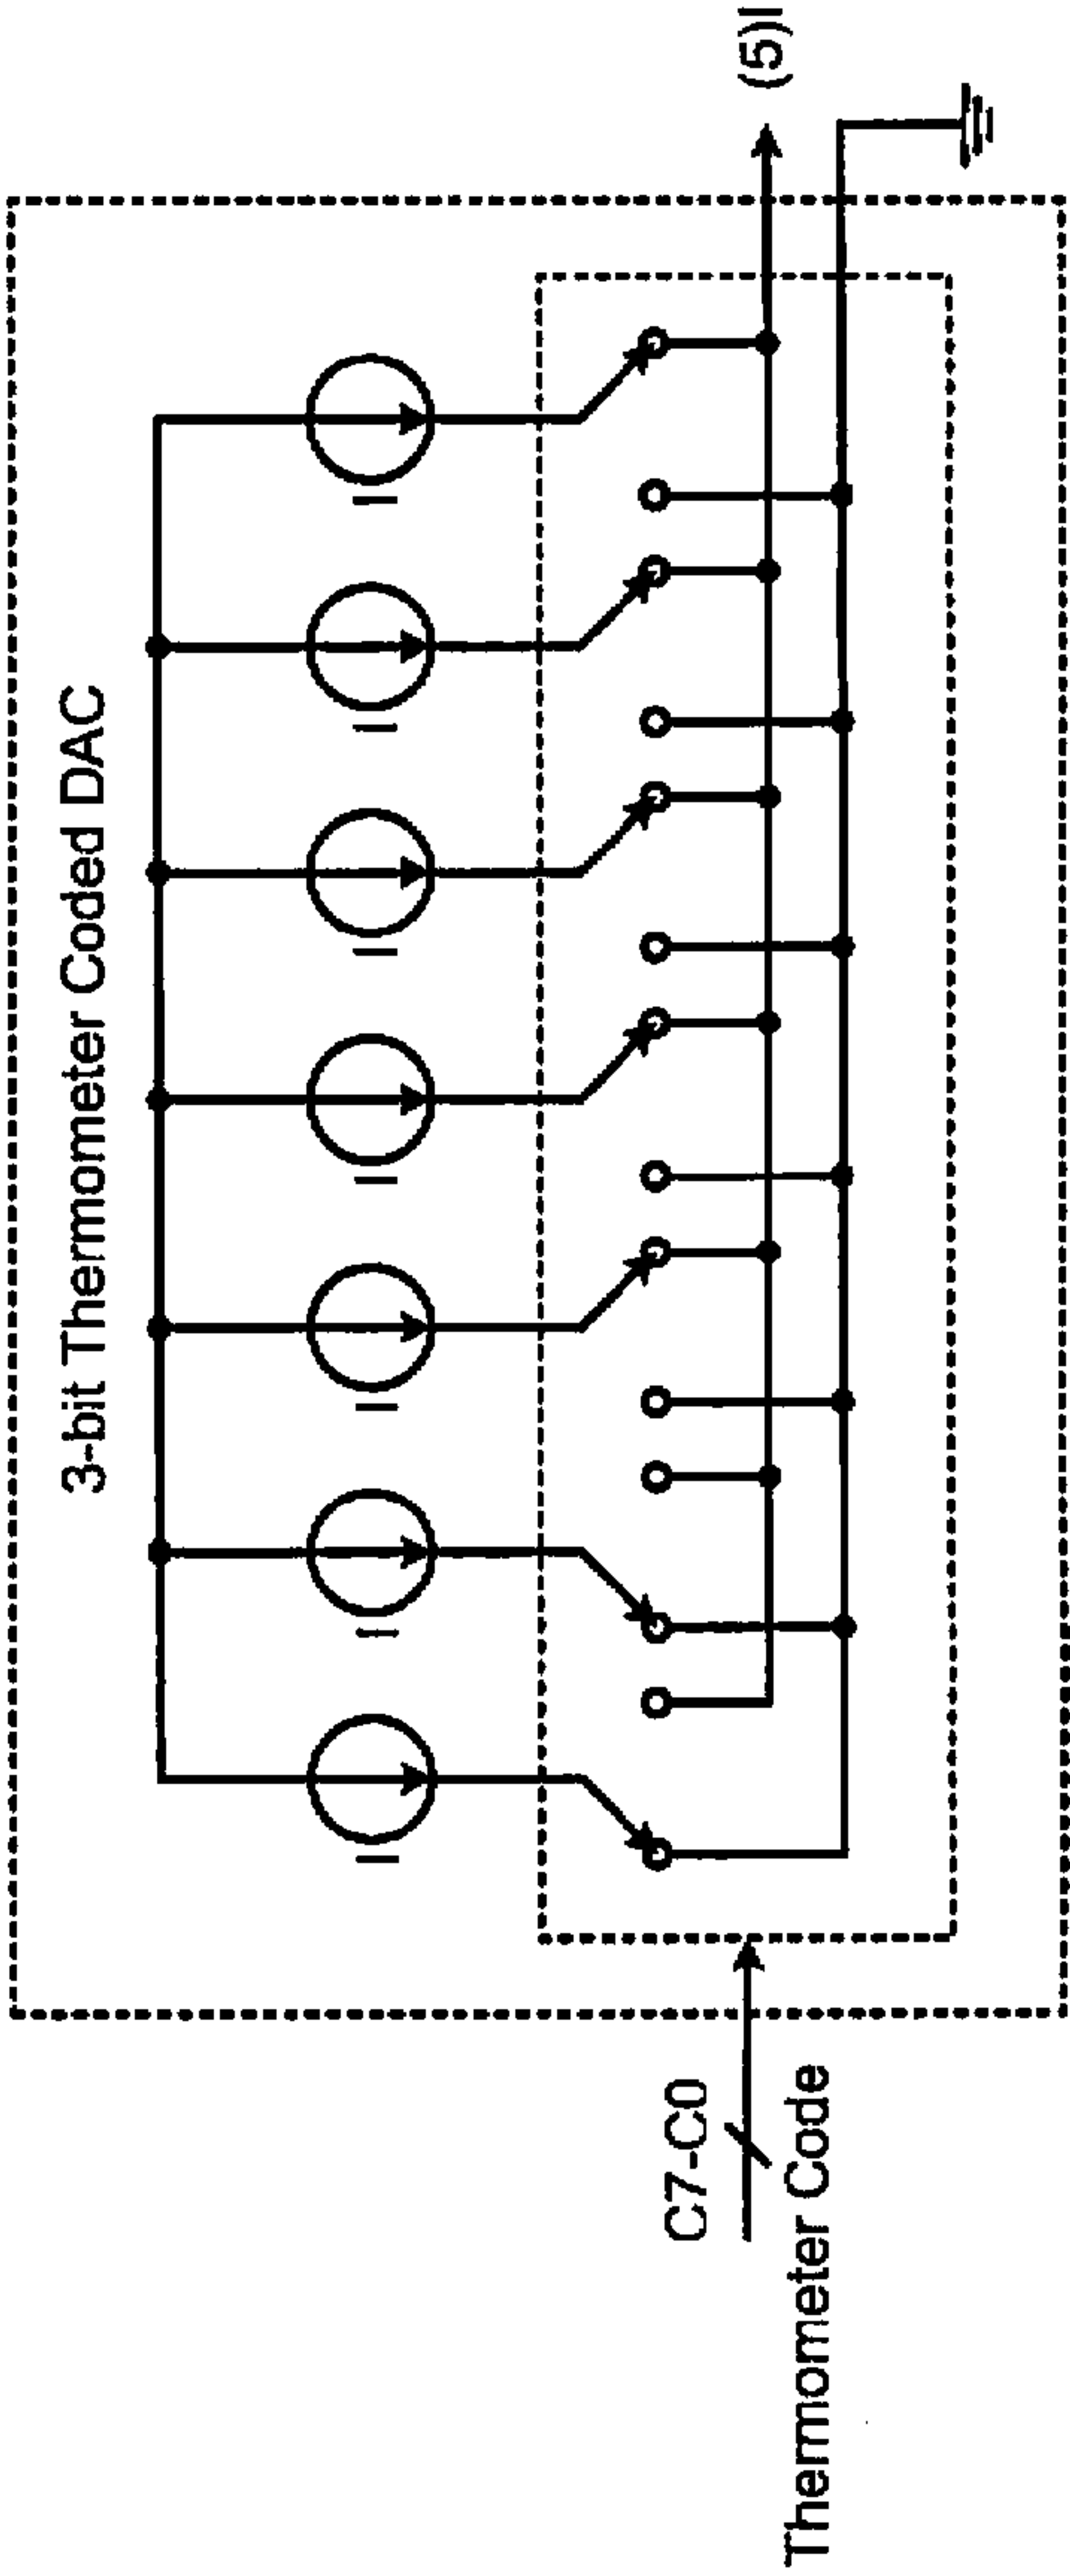 3-bit Thermometer Coded DAC
I
I
I
I
I
I
I
(5)I
C7-C0
Thermometer Code